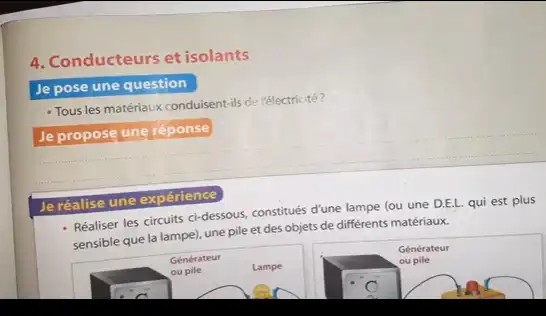 4. Conducteurs et isolants
Je pose une question
• Tous les matériaux conduisent-ils de l'électricité ?
Je propose une réponse
Je réalise une expérience
• Réaliser les circuits ci-dessous, constitués d'une lampe (ou une D.E.L. qui est plus
sensible que la lampe), une pile et des objets de différents matériaux.
Générateur
ou pile
Lampe
Générateur
ou pile